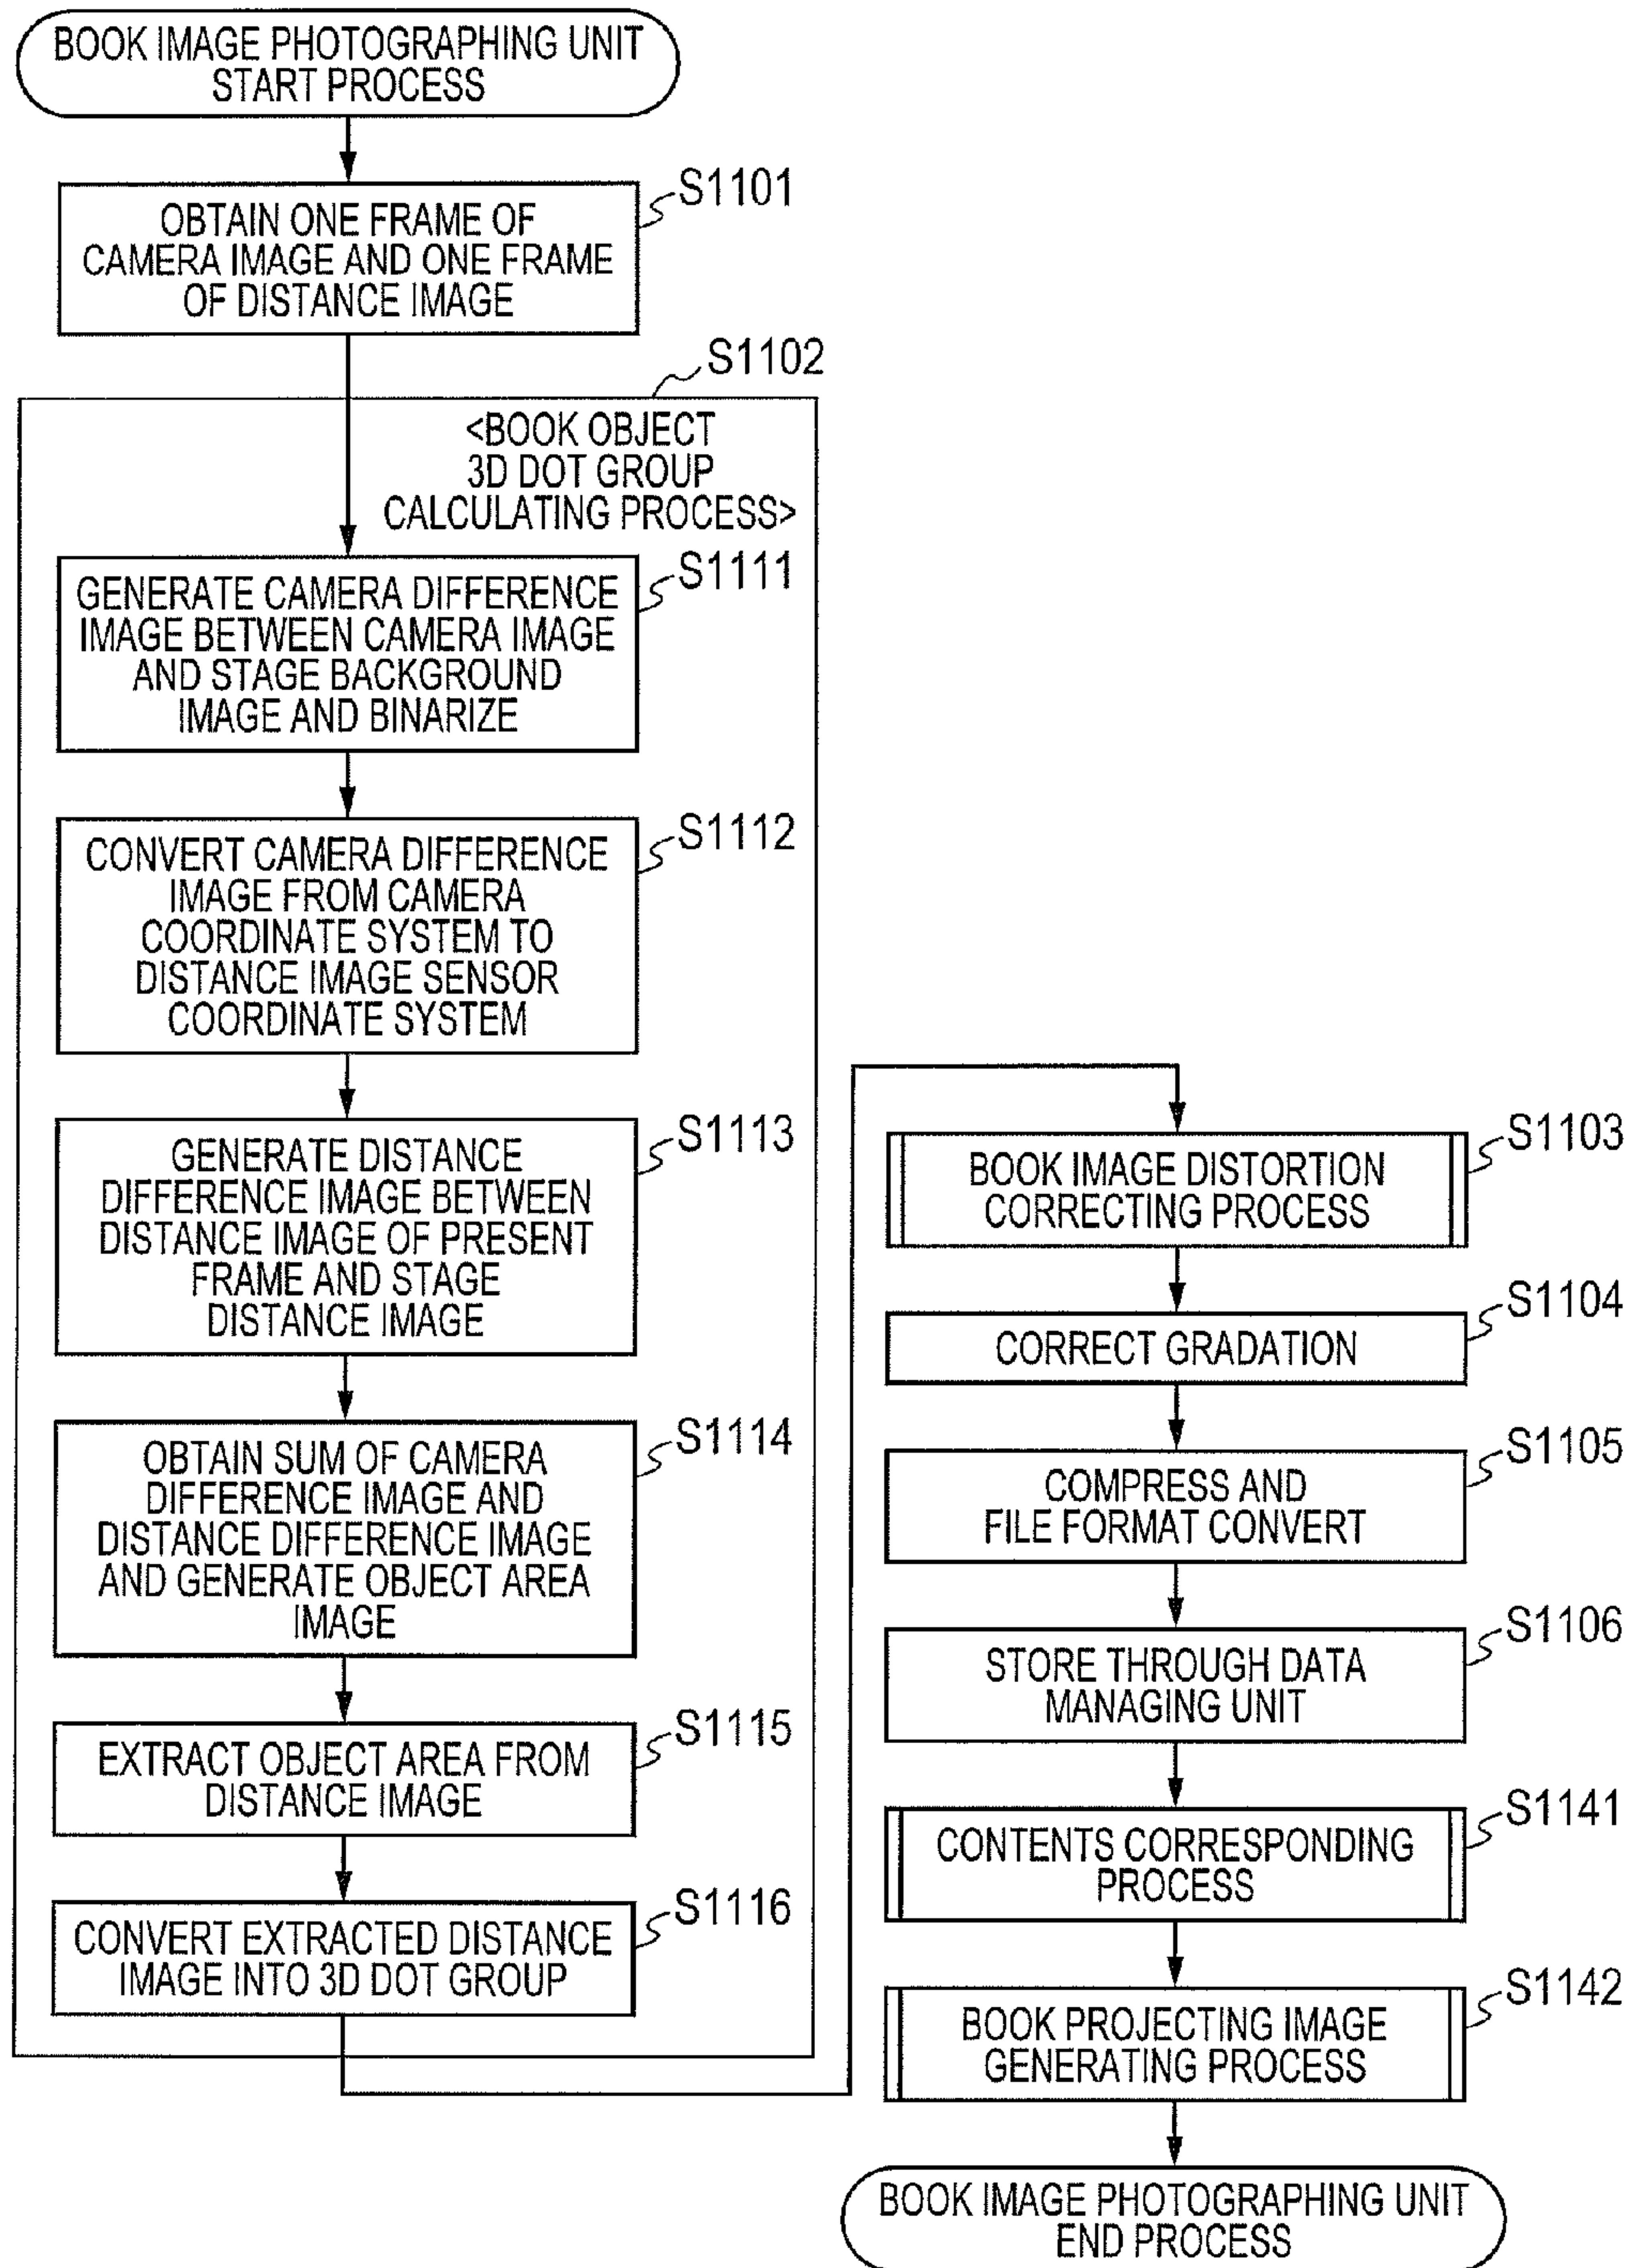 BOOK IMAGE PHOTOGRAPHING UNIT
START PROCESS
S1101
OBTAIN ONE FRAME OF
CAMERA IMAGE AND ONE FRAME
OF DISTANCE IMAGE
S1102
<BOOK OBJECT
3D DOT GROUP
CALCULATING PROCESS>
S1111
GENERATE CAMERA DIFFERENCE
IMAGE BETWEEN CAMERA IMAGE
AND STAGE BACKGROUND
IMAGE AND BINARIZE
S1112
CONVERT CAMERA DIFFERENCE
IMAGE FROM CAMERA
COORDINATE SYSTEM TO
DISTANCE IMAGE SENSOR
COORDINATE SYSTEM
S1113
GENERATE DISTANCE
DIFFERENCE IMAGE BETWEEN
DISTANCE IMAGE OF PRESENT
FRAME AND STAGE
DISTANCE IMAGE
S1114
OBTAIN SUM OF CAMERA
DIFFERENCE IMAGE AND
DISTANCE DIFFERENCE IMAGE
AND GENERATE OBJECT AREA
IMAGE
S1115
EXTRACT OBJECT AREA FROM
DISTANCE IMAGE
S1116
CONVERT EXTRACTED DISTANCE
IMAGE INTO 3D DOT GROUP
S1103
BOOK IMAGE DISTORTION
CORRECTING PROCESS
S1104
CORRECT GRADATION
S1105
COMPRESS AND
FILE FORMAT CONVERT
S1106
STORE THROUGH DATA
MANAGING UNIT
S1141
CONTENTS CORRESPONDING
PROCESS
S1142
BOOK PROJECTING IMAGE
GENERATING PROCESS
BOOK IMAGE PHOTOGRAPHING UNIT
END PROCESS